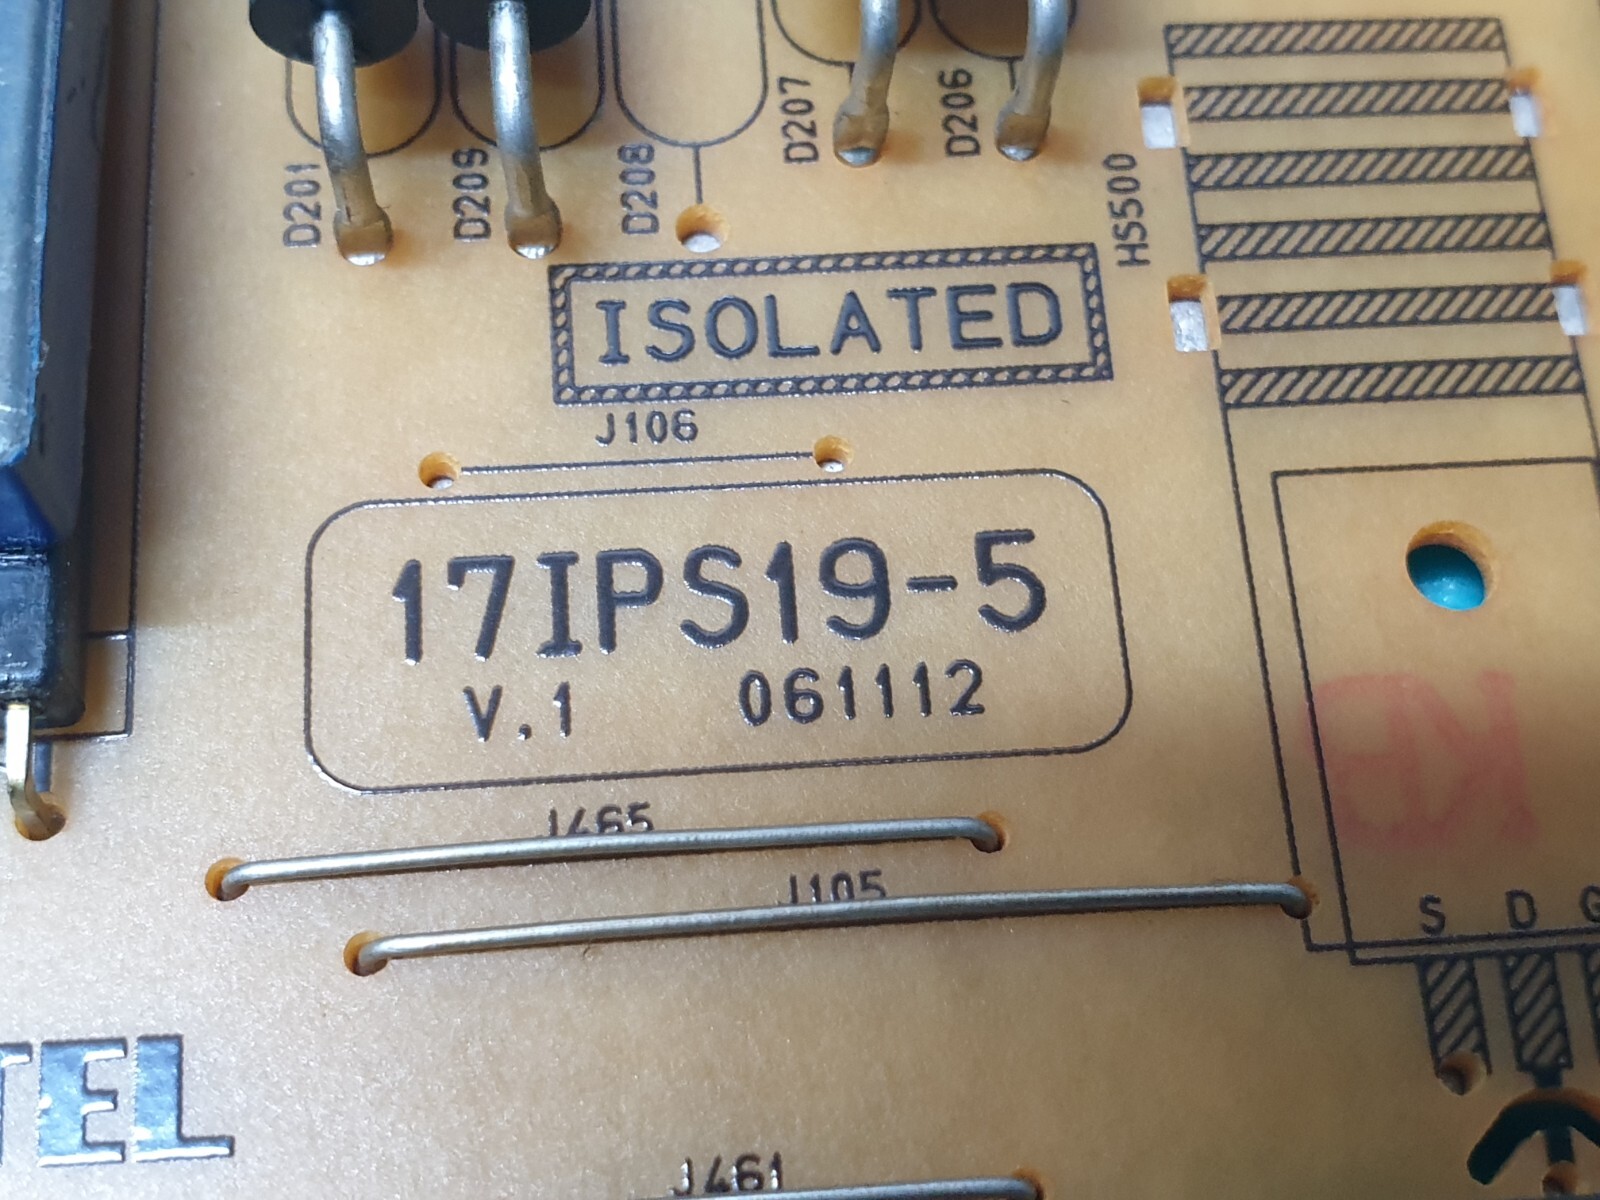 D201
D209
D208
D207
D206
HS500
ISOLATED
J106
17IPS19-5
V.1 061112
J465
J105
S D G
TEL
J461